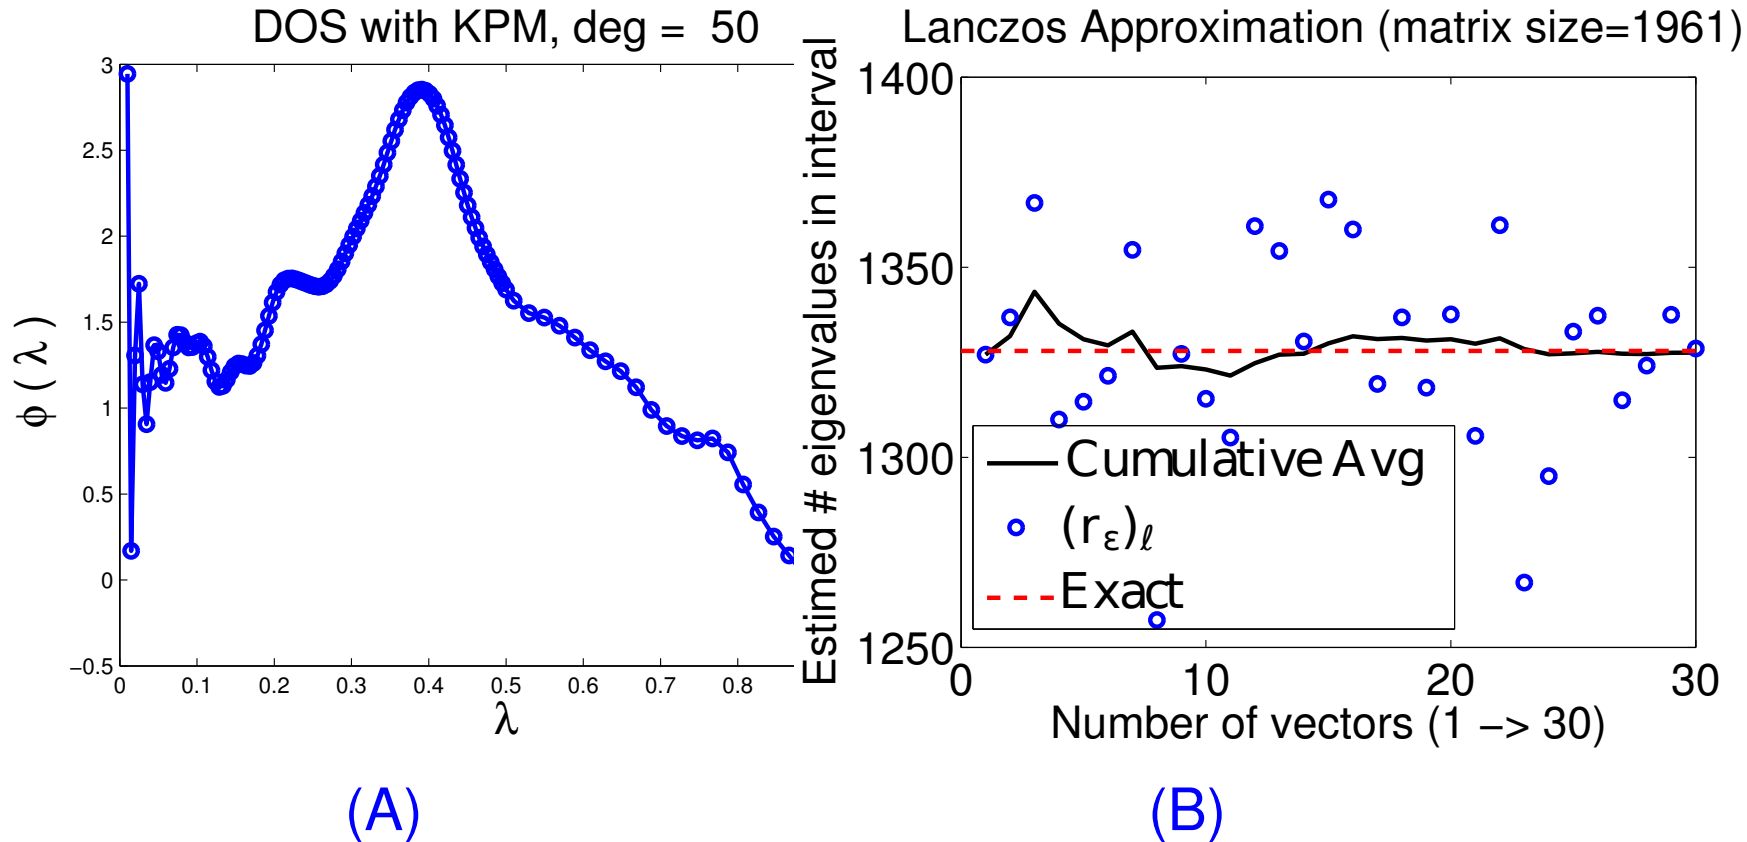 DOS with KPM, deg = 50
3
2.5
2
1.5
1
0.5
0
−0.5
0 0.1 0.2 0.3 0.4 0.5 0.6 0.7 0.8
λ
ϕ ( λ )
(A)
Lanczos Approximation (matrix size=1961)
Estimed # eigenvalues in interval
1400
1350
1300
1250
0 10 20 30
Cumulative Avg
(rε)ℓ
Exact
Number of vectors (1 −> 30)
(B)